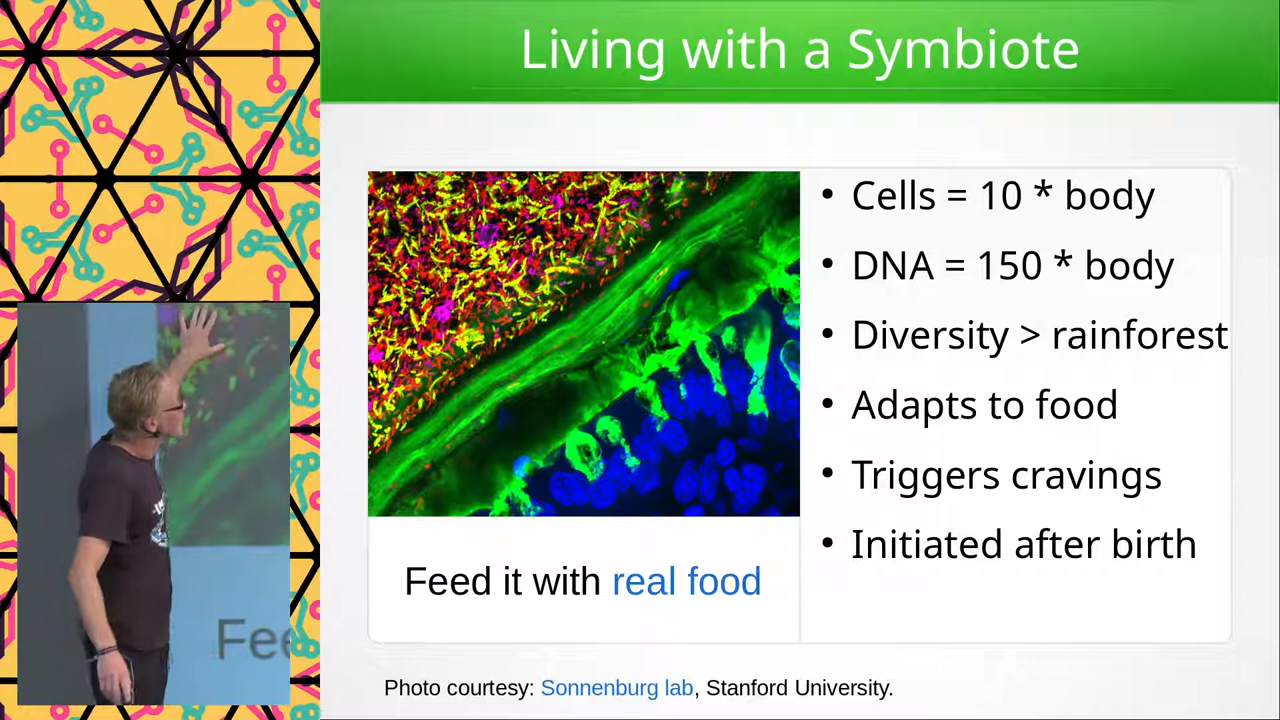 Living with a Symbiote
• Cells = 10 * body
• DNA = 150 * body
• Diversity > rainforest
• Adapts to food
• Triggers cravings
• Initiated after birth
Feed it with real food
Fee
Photo courtesy: Sonnenburg lab, Stanford University.